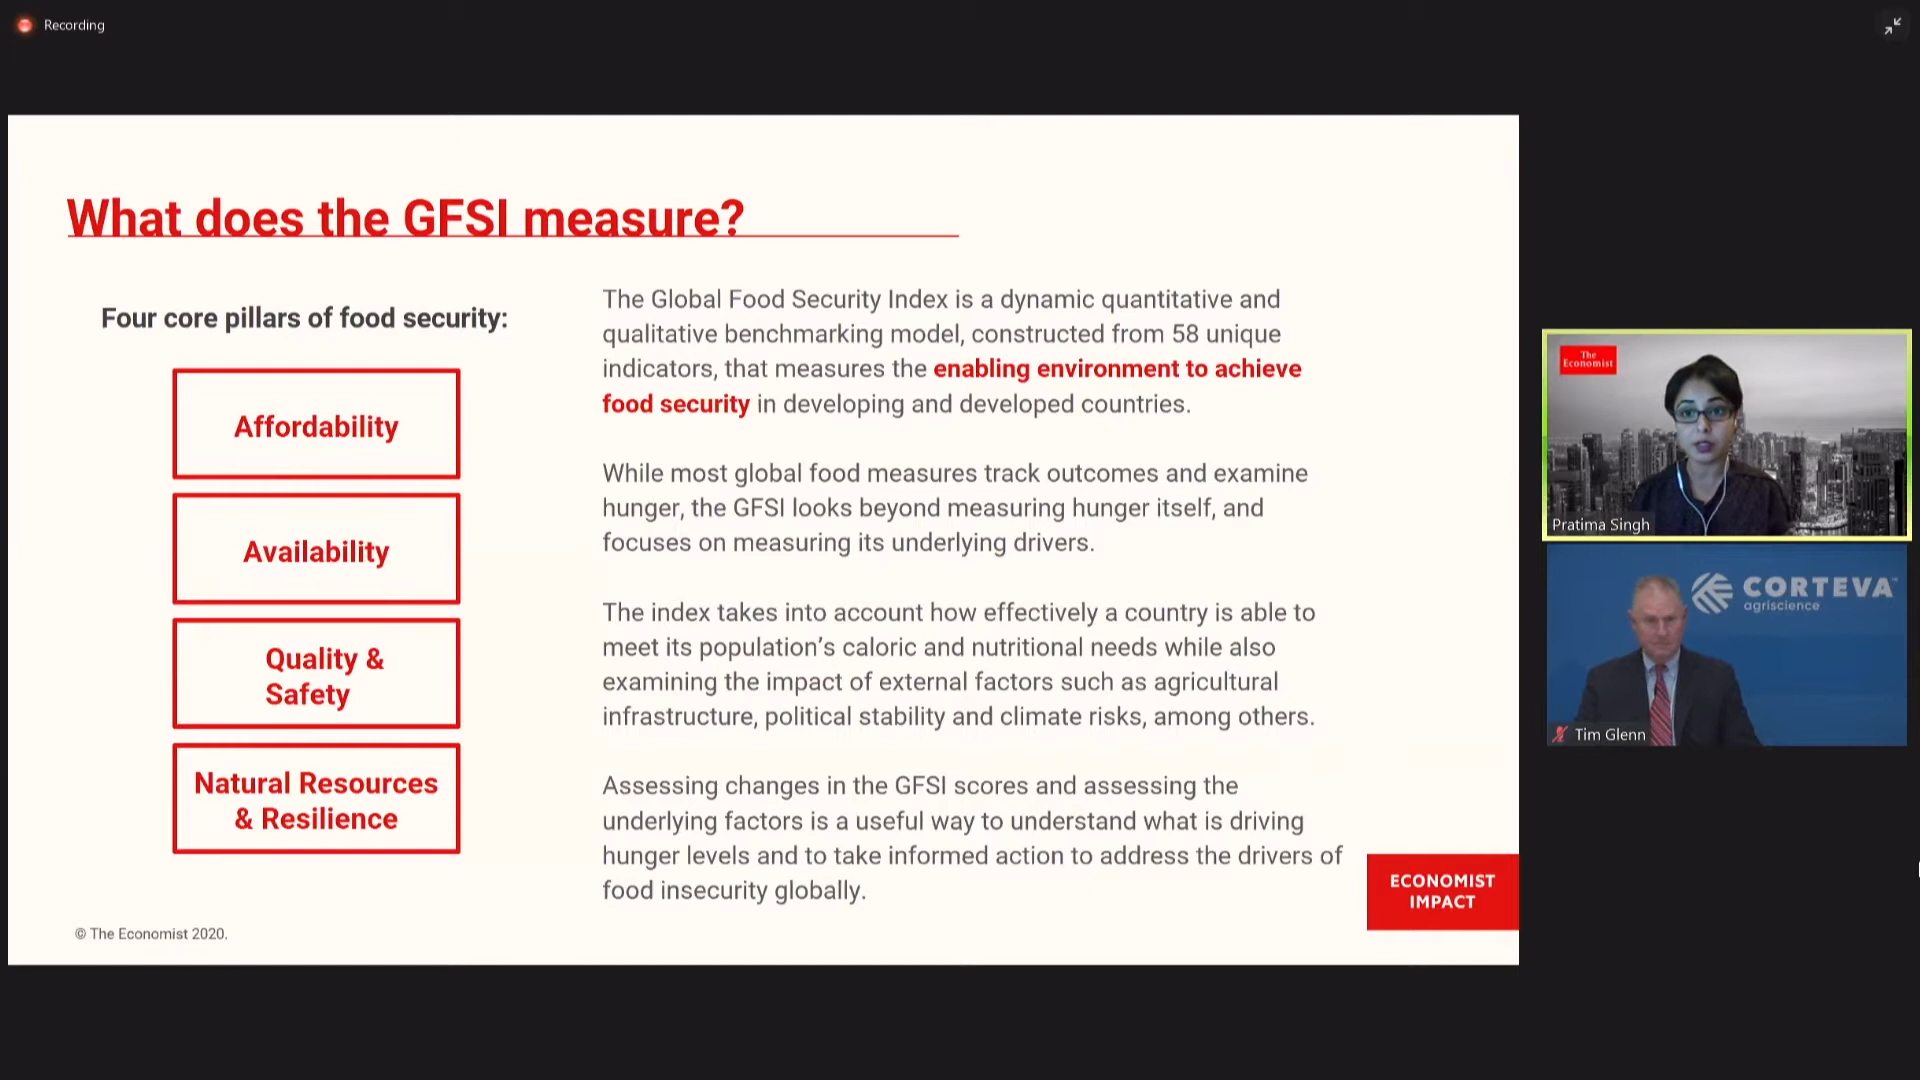 Recording
What does the GFSI measure?
Four core pillars of food security:
Affordability
Availability
Quality &
Safety
Natural Resources
& Resilience
The Global Food Security Index is a dynamic quantitative and
qualitative benchmarking model, constructed from 58 unique
indicators, that measures the enabling environment to achieve
food security in developing and developed countries.
While most global food measures track outcomes and examine
hunger, the GFSI looks beyond measuring hunger itself, and
focuses on measuring its underlying drivers.
The index takes into account how effectively a country is able to
meet its population’s caloric and nutritional needs while also
examining the impact of external factors such as agricultural
infrastructure, political stability and climate risks, among others.
Assessing changes in the GFSI scores and assessing the
underlying factors is a useful way to understand what is driving
hunger levels and to take informed action to address the drivers of
food insecurity globally.
ECONOMIST
IMPACT
© The Economist 2020.
The
Economist
Pratima Singh
CORTEVA™
agriscience
Tim Glenn